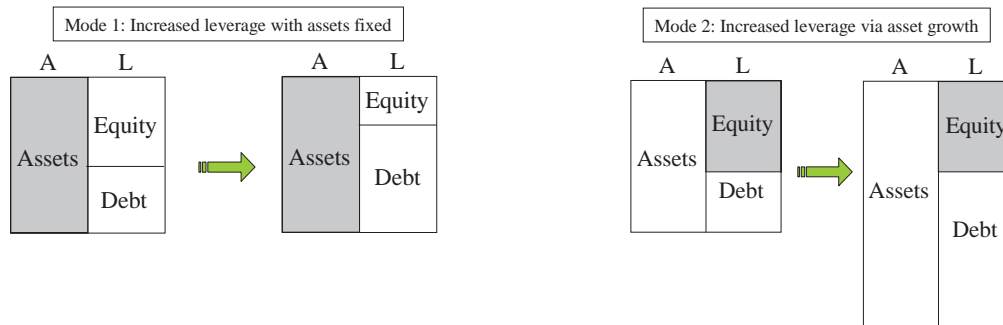 Mode 1: Increased leverage with assets fixed
A L
Assets
Equity
Debt
A L
Assets
Equity
Debt
Mode 2: Increased leverage via asset growth
A L
Assets
Equity
Debt
A L
Assets
Equity
Debt